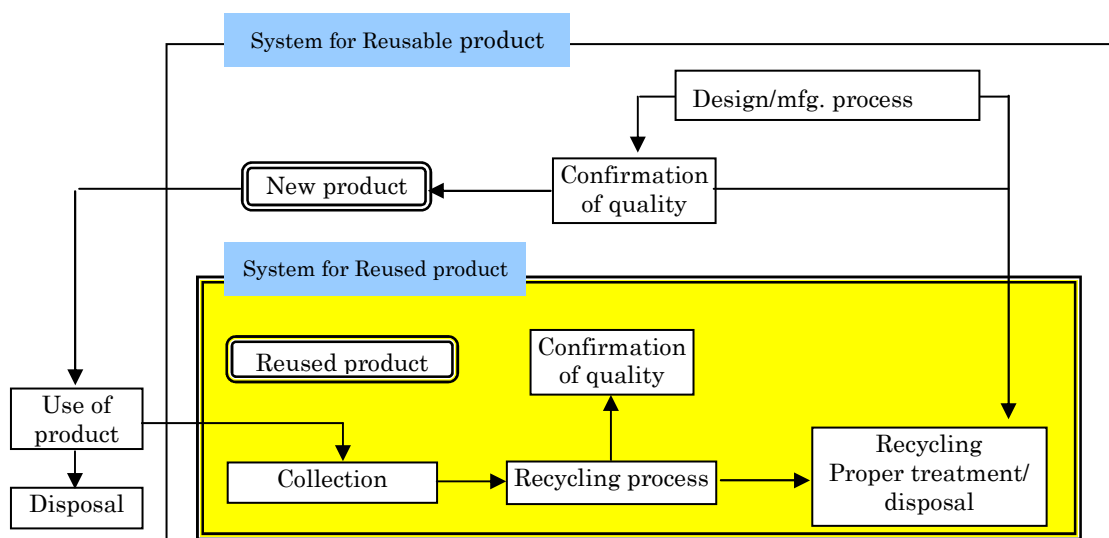 System for Reusable product
Design/mfg. process
New product
Confirmation
of quality
System for Reused product
Reused product
Confirmation
of quality
Use of
product
Collection
Recycling process
Recycling
Proper treatment/
disposal
Disposal